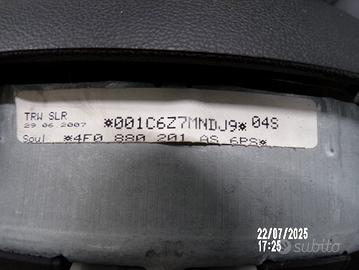 TRW SLR
29.06.2007
*001C6Z7MNDJ9* 04S
Soul *4F0 880 201 AS 6PS*
22/07/2025
17:25
subito